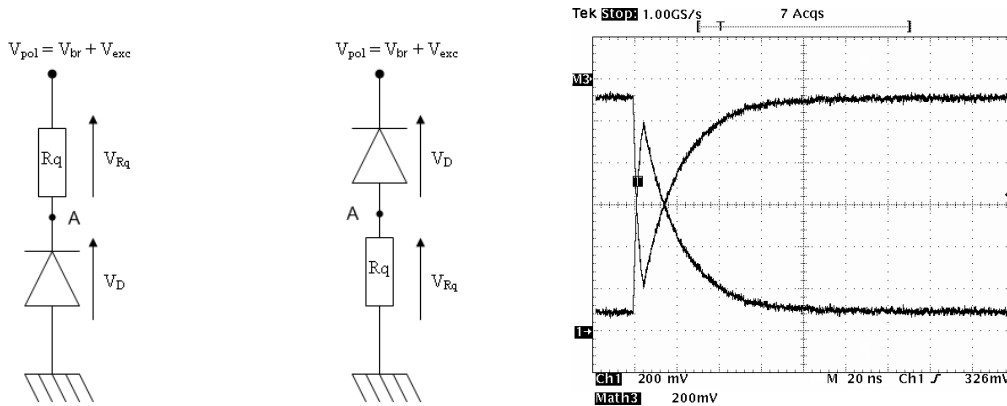 V_pol = V_br + V_exc
Rq
V_Rq
A
V_D
V_pol = V_br + V_exc
V_D
A
Rq
V_Rq
Tek Stop: 1.00GS/s 7 Acqs
T
M3
T
1
Ch1 200 mV M 20 ns Ch1 ƒ 326mV
Math3 200mV